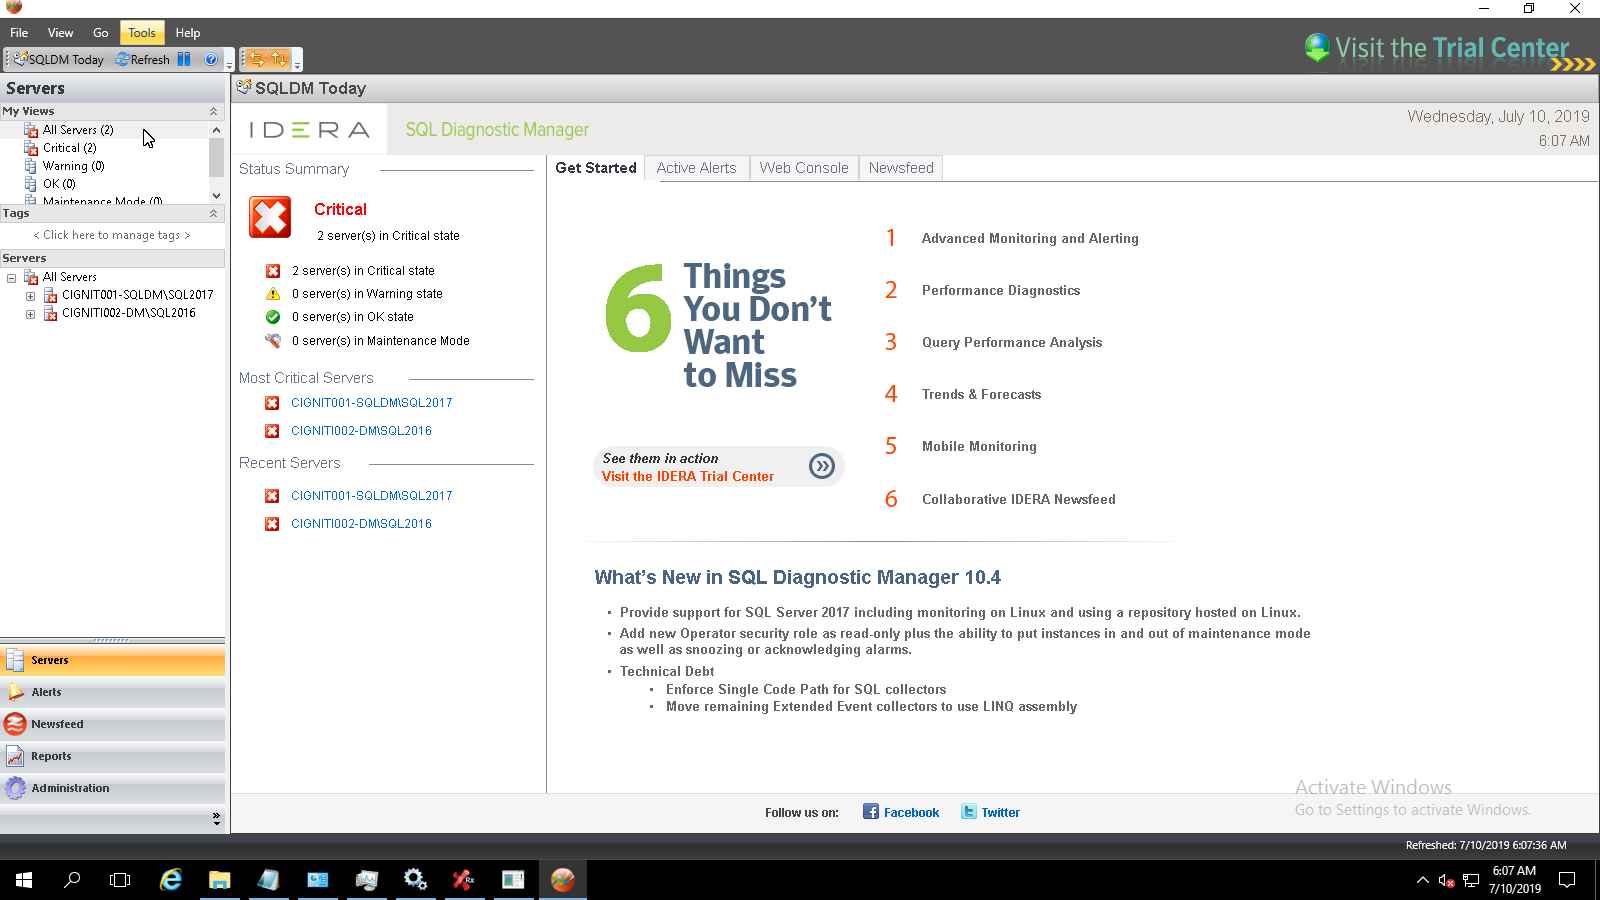 File View Go Tools Help
Visit the Trial Center
SQLDM Today Refresh
Servers
SQLDM Today
My Views
All Servers (2)
Critical (2)
Warning (0)
OK (0)
Maintenance Mode (0)
Tags
< Click here to manage tags >
Servers
All Servers
CIGNIT001-SQLDM\SQL2017
CIGNITI002-DM\SQL2016
Servers
Alerts
Newsfeed
Reports
Administration
IDERA SQL Diagnostic Manager
Wednesday, July 10, 2019
6:07 AM
Status Summary
Critical
2 server(s) in Critical state
2 server(s) in Critical state
0 server(s) in Warning state
0 server(s) in OK state
0 server(s) in Maintenance Mode
Most Critical Servers
CIGNIT001-SQLDM\SQL2017
CIGNITI002-DM\SQL2016
Recent Servers
CIGNIT001-SQLDM\SQL2017
CIGNITI002-DM\SQL2016
Get Started Active Alerts Web Console Newsfeed
6 Things
You Don't
Want
to Miss
See them in action
Visit the IDERA Trial Center
1 Advanced Monitoring and Alerting
2 Performance Diagnostics
3 Query Performance Analysis
4 Trends & Forecasts
5 Mobile Monitoring
6 Collaborative IDERA Newsfeed
What's New in SQL Diagnostic Manager 10.4
• Provide support for SQL Server 2017 including monitoring on Linux and using a repository hosted on Linux.
• Add new Operator security role as read-only plus the ability to put instances in and out of maintenance mode
as well as snoozing or acknowledging alarms.
• Technical Debt
• Enforce Single Code Path for SQL collectors
• Move remaining Extended Event collectors to use LINQ assembly
Activate Windows
Go to Settings to activate Windows.
Follow us on: Facebook Twitter
Refreshed: 7/10/2019 6:07:36 AM
6:07 AM
7/10/2019